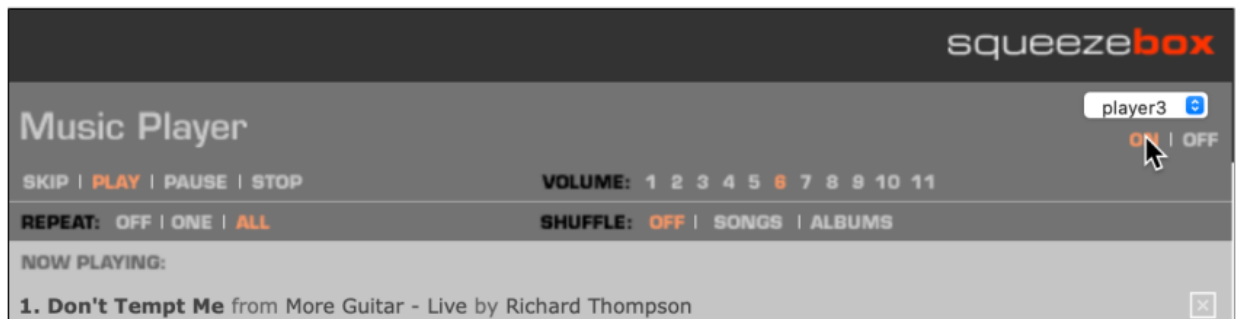 squeezebox
player3
Music Player
ON | OFF
SKIP | PLAY | PAUSE | STOP VOLUME: 1 2 3 4 5 6 7 8 9 10 11
REPEAT: OFF | ONE | ALL SHUFFLE: OFF | SONGS | ALBUMS
NOW PLAYING:
1. Don't Tempt Me from More Guitar - Live by Richard Thompson